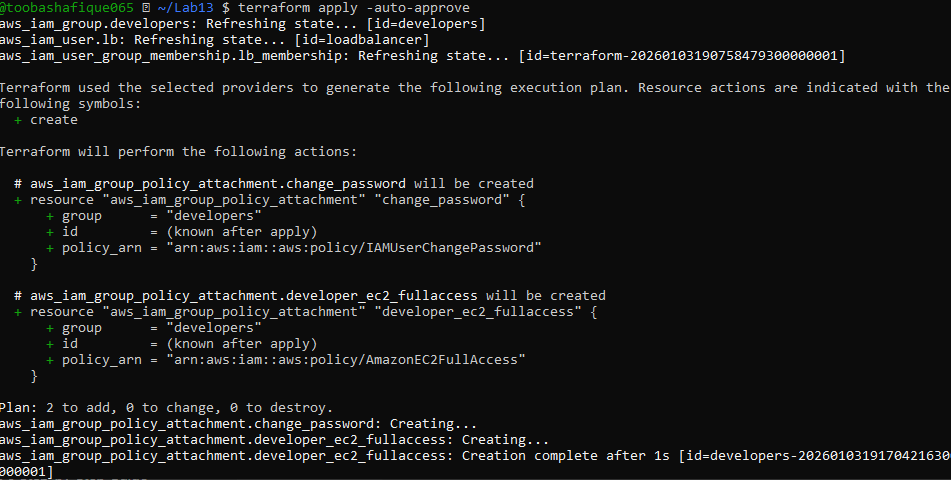 @toobashafique065 ~/Lab13 $ terraform apply -auto-approve
aws_iam_group.developers: Refreshing state... [id=developers]
aws_iam_user.lb: Refreshing state... [id=loadbalancer]
aws_iam_user_group_membership.lb_membership: Refreshing state... [id=terraform-20260103190758479300000001]
Terraform used the selected providers to generate the following execution plan. Resource actions are indicated with the
following symbols:
+ create
Terraform will perform the following actions:
# aws_iam_group_policy_attachment.change_password will be created
+ resource "aws_iam_group_policy_attachment" "change_password" {
+ group = "developers"
+ id = (known after apply)
+ policy_arn = "arn:aws:iam::aws:policy/IAMUserChangePassword"
}
# aws_iam_group_policy_attachment.developer_ec2_fullaccess will be created
+ resource "aws_iam_group_policy_attachment" "developer_ec2_fullaccess" {
+ group = "developers"
+ id = (known after apply)
+ policy_arn = "arn:aws:iam::aws:policy/AmazonEC2FullAccess"
}
Plan: 2 to add, 0 to change, 0 to destroy.
aws_iam_group_policy_attachment.change_password: Creating...
aws_iam_group_policy_attachment.developer_ec2_fullaccess: Creating...
aws_iam_group_policy_attachment.developer_ec2_fullaccess: Creation complete after 1s [id=developers-2026010319170421630
000001]